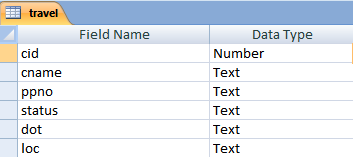 travel
Field Name Data Type
cid Number
cname Text
ppno Text
status Text
dot Text
loc Text